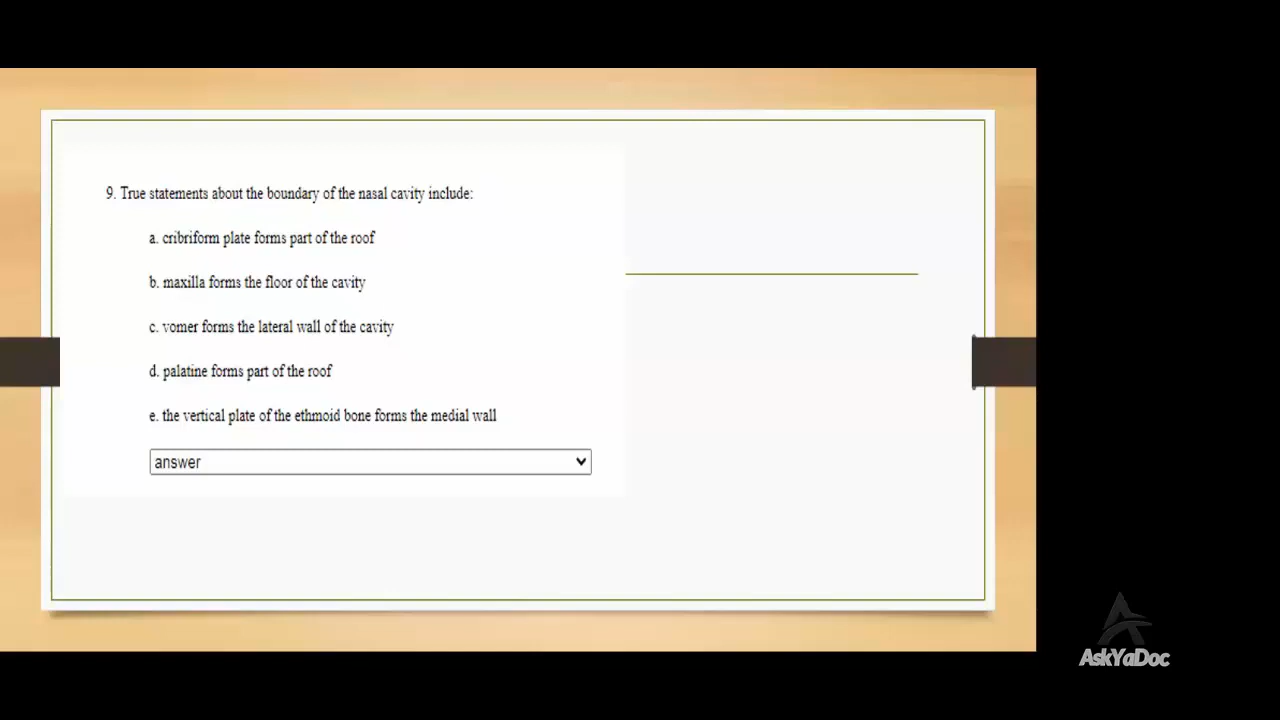 9. True statements about the boundary of the nasal cavity include:
a. cribriform plate forms part of the roof
b. maxilla forms the floor of the cavity
c. vomer forms the lateral wall of the cavity
d. palatine forms part of the roof
e. the vertical plate of the ethmoid bone forms the medial wall
answer
AskYaDoc